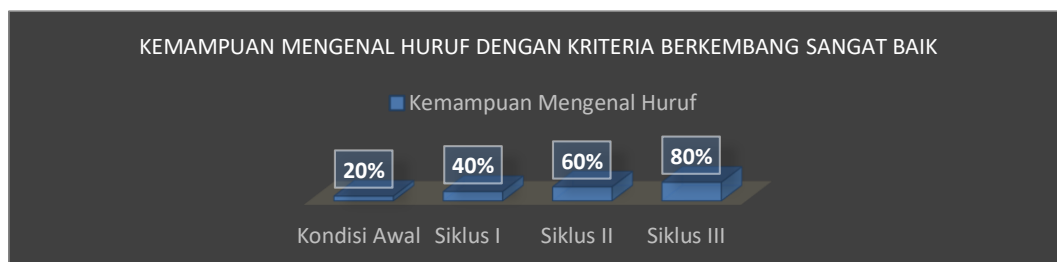 KEMAMPUAN MENGENAL HURUF DENGAN KRITERIA BERKEMBANG SANGAT BAIK
Kemampuan Mengenal Huruf
20% 40% 60% 80%
Kondisi Awal Siklus I Siklus II Siklus III